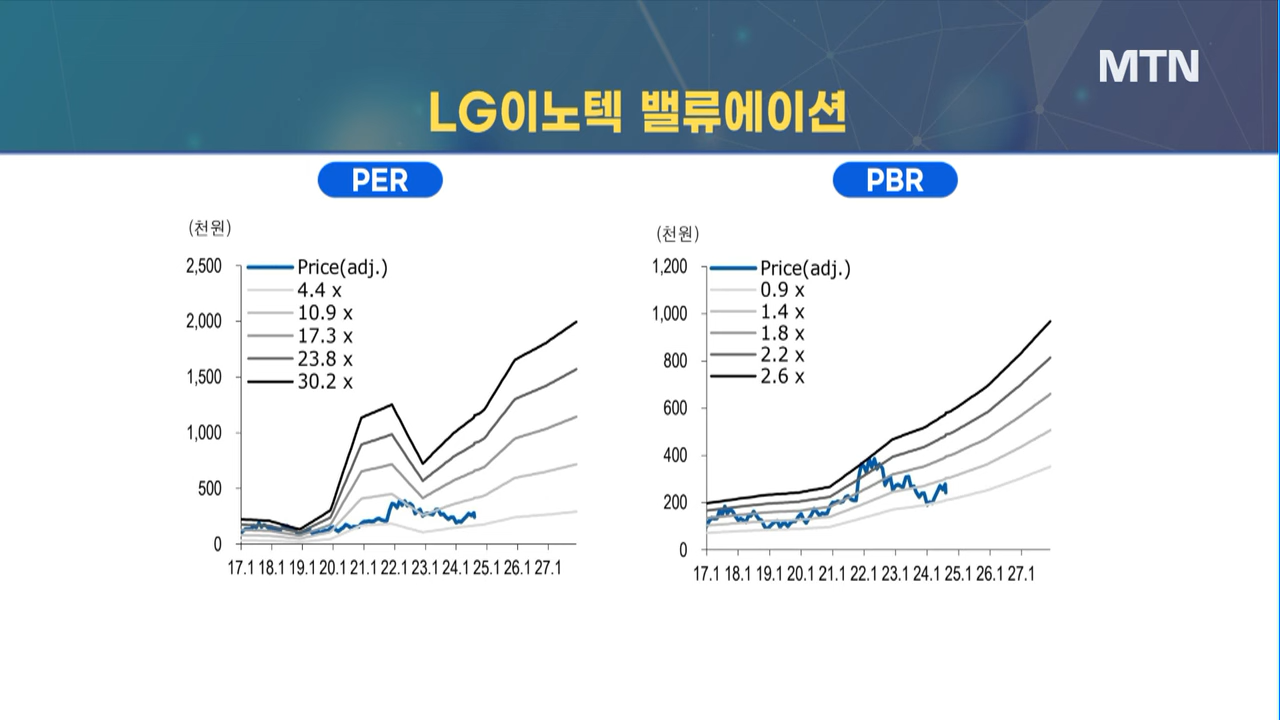 MTN
LG이노텍 밸류에이션
PER
(천원)
2,500
2,000
1,500
1,000
500
0
Price(adj.)
4.4 x
10.9 x
17.3 x
23.8 x
30.2 x
17.1 18.1 19.1 20.1 21.1 22.1 23.1 24.1 25.1 26.1 27.1
PBR
(천원)
1,200
1,000
800
600
400
200
0
Price(adj.)
0.9 x
1.4 x
1.8 x
2.2 x
2.6 x
17.1 18.1 19.1 20.1 21.1 22.1 23.1 24.1 25.1 26.1 27.1